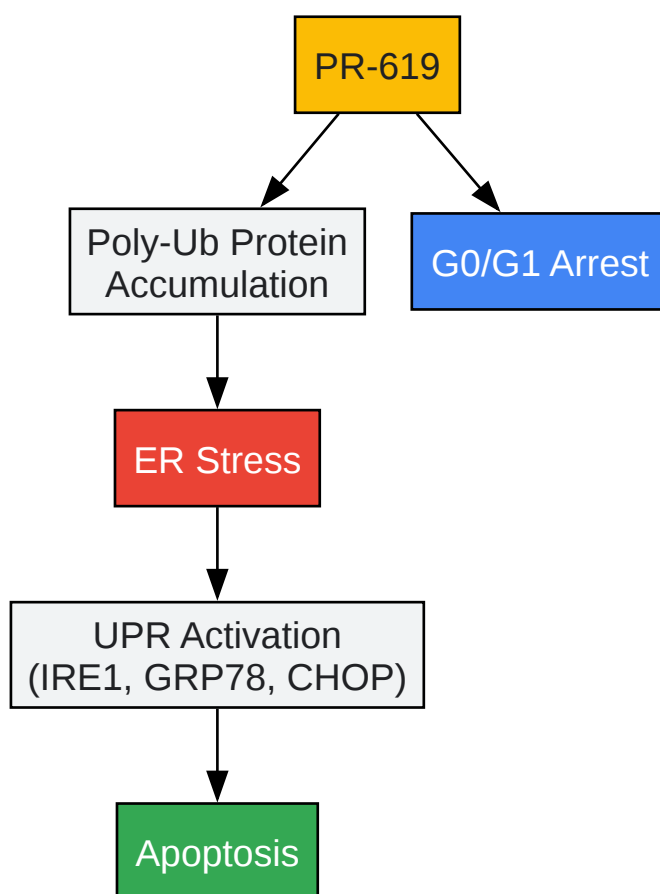 PR-619
Poly-Ub Protein
Accumulation
G0/G1 Arrest
ER Stress
UPR Activation
(IRE1, GRP78, CHOP)
Apoptosis